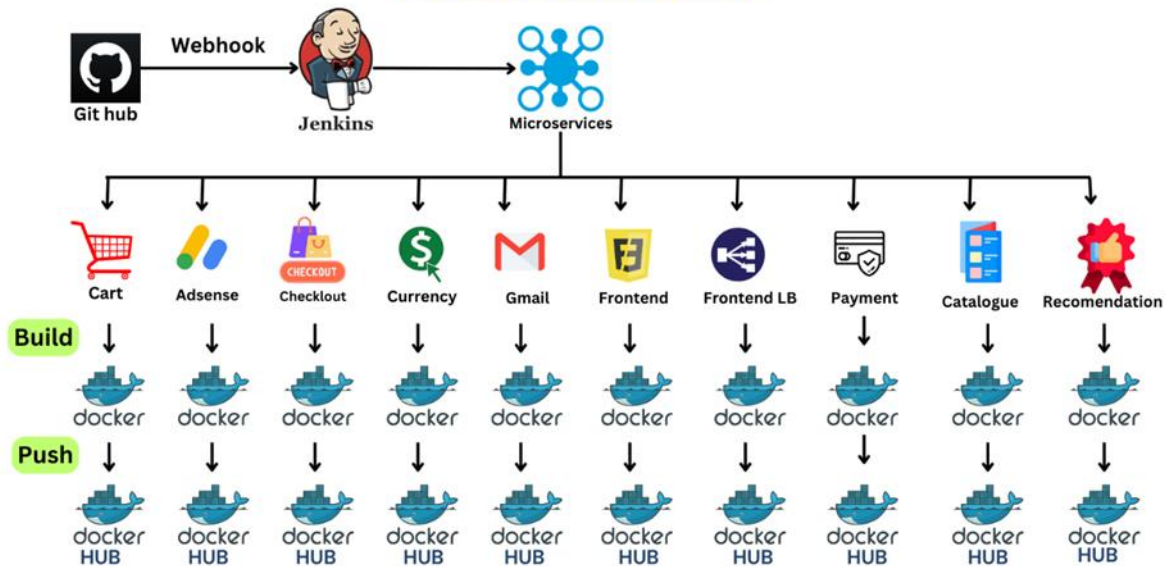 Webhook
Git hub
Jenkins
Microservices
CHECKOUT
Cart
Adsense
Checklout
Currency
Gmail
Frontend
Frontend LB
Payment
Catalogue
Recomendation
Build
docker
docker
docker
docker
docker
docker
docker
docker
docker
docker
Push
docker
HUB
docker
HUB
docker
HUB
docker
HUB
docker
HUB
docker
HUB
docker
HUB
docker
HUB
docker
HUB
docker
HUB